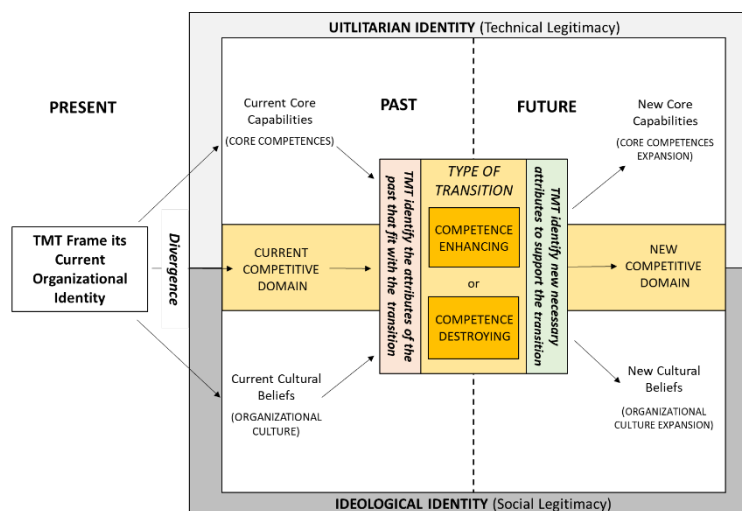 UITLITARIAN IDENTITY (Technical Legitimacy)
PRESENT
PAST
FUTURE
Current Core
Capabilities
(CORE COMPETENCES)
New Core
Capabilities
(CORE COMPETENCES
EXPANSION)
TMT Frame its
Current
Organizational
Identity
Divergence
CURRENT
COMPETITIVE
DOMAIN
TMT identify the attributes of the
past that fit with the transition
TYPE OF
TRANSITION
COMPETENCE
ENHANCING
or
COMPETENCE
DESTROYING
TMT identify new necessary
attributes to support the transition
NEW
COMPETITIVE
DOMAIN
Current Cultural
Beliefs
(ORGANIZATIONAL
CULTURE)
New Cultural
Beliefs
(ORGANIZATIONAL
CULTURE EXPANSION)
IDEOLOGICAL IDENTITY (Social Legitimacy)